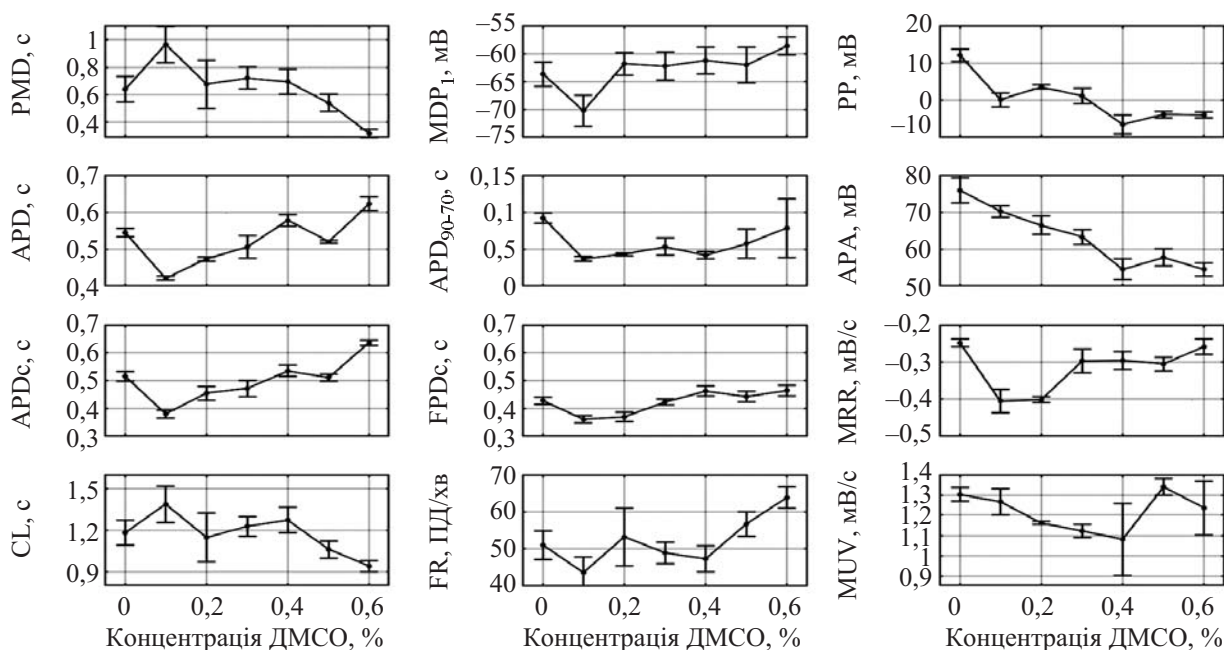 PMD, с
1
0,8
0,6
0,4
MDP1, мВ
–55
–60
–65
–70
–75
PP, мВ
20
10
0
–10
APD, с
0,7
0,6
0,5
0,4
APD90-70, с
0,15
0,1
0,5
0
APA, мВ
80
70
60
50
APDc, с
0,7
0,6
0,5
0,4
0,3
FPDc, с
0,7
0,6
0,5
0,4
0,3
MRR, мВ/с
–0,2
–0,3
–0,4
–0,5
CL, с
1,5
1,2
0,9
FR, ПД/хв
70
60
50
40
MUV, мВ/с
1,4
1,3
1,2
1,1
1
0,9
0 0,2 0,4 0,6
0 0,2 0,4 0,6
0 0,2 0,4 0,6
Концентрація ДМСО, %
Концентрація ДМСО, %
Концентрація ДМСО, %